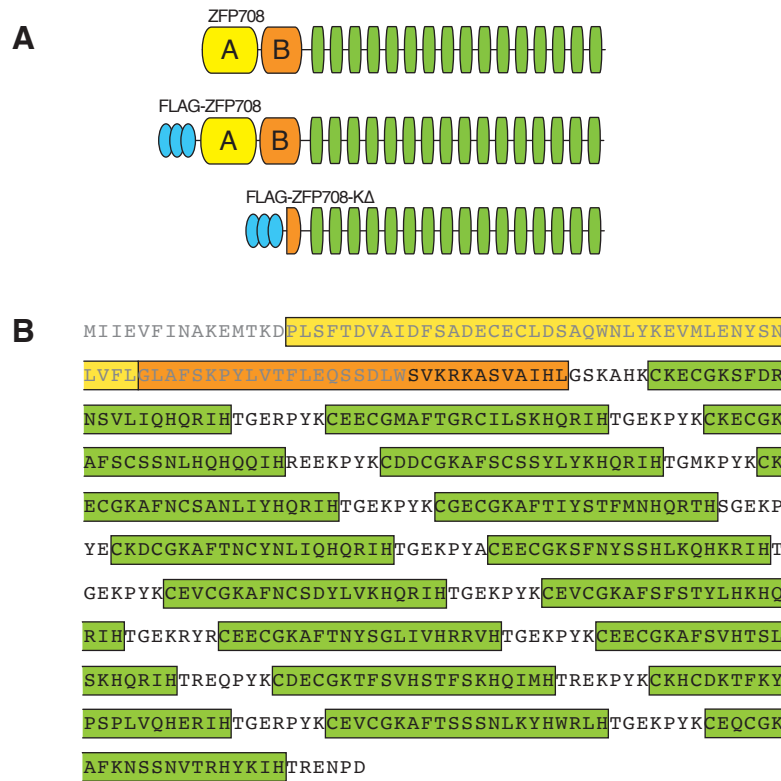 A
ZFP708
A
B
FLAG-ZFP708
A
B
FLAG-ZFP708-KΔ
B
MIIEVFINAKEMTKDPLSFTDVAIDFSADECECLDSAQWNLYKEVMLENYSN
LVFLGLAFSKPYLVTFLEQSSDLWSVKRKASVAIHLGSKAHKCKECGKSFDR
NSVLIQHQRIHTGERPYKCEECGMAFTGRCILSKHQRIHTGEKPYKCKECGK
AFSCSSNLHQHQQIHREEKPYKCDDCGKAFSCSSYLYKHQRIHTGMKPYKCK
ECGKAFNCSANLIYHQRIHTGEKPYKCGECGKAFTIYSTFMNHQRTHSGEKP
YECKDCGKAFTNCYNLIQHQRIHTGEKPYACEECGKSFNYSSHLKQHKRIHT
GEKPYKCEVCGKAFNCSDYLVKHQRIHTGEKPYKCEVCGKAFSFSTYLHKHQ
RIHTGEKRYRCEECGKAFTNYSGLIVHRRVHTGEKPYKCEECGKAFSVHTSL
SKHQRIHTREQPYKCDECGKTFSVHSTFSKHQIMHTREKPYKCKHCDKTFKY
PSPLVQHERIHTGERPYKCEVCGKAFTSSSNLKYHWRLHTGEKPYKCEQCGK
AFKNSSNVTRHYKIHTRENPD